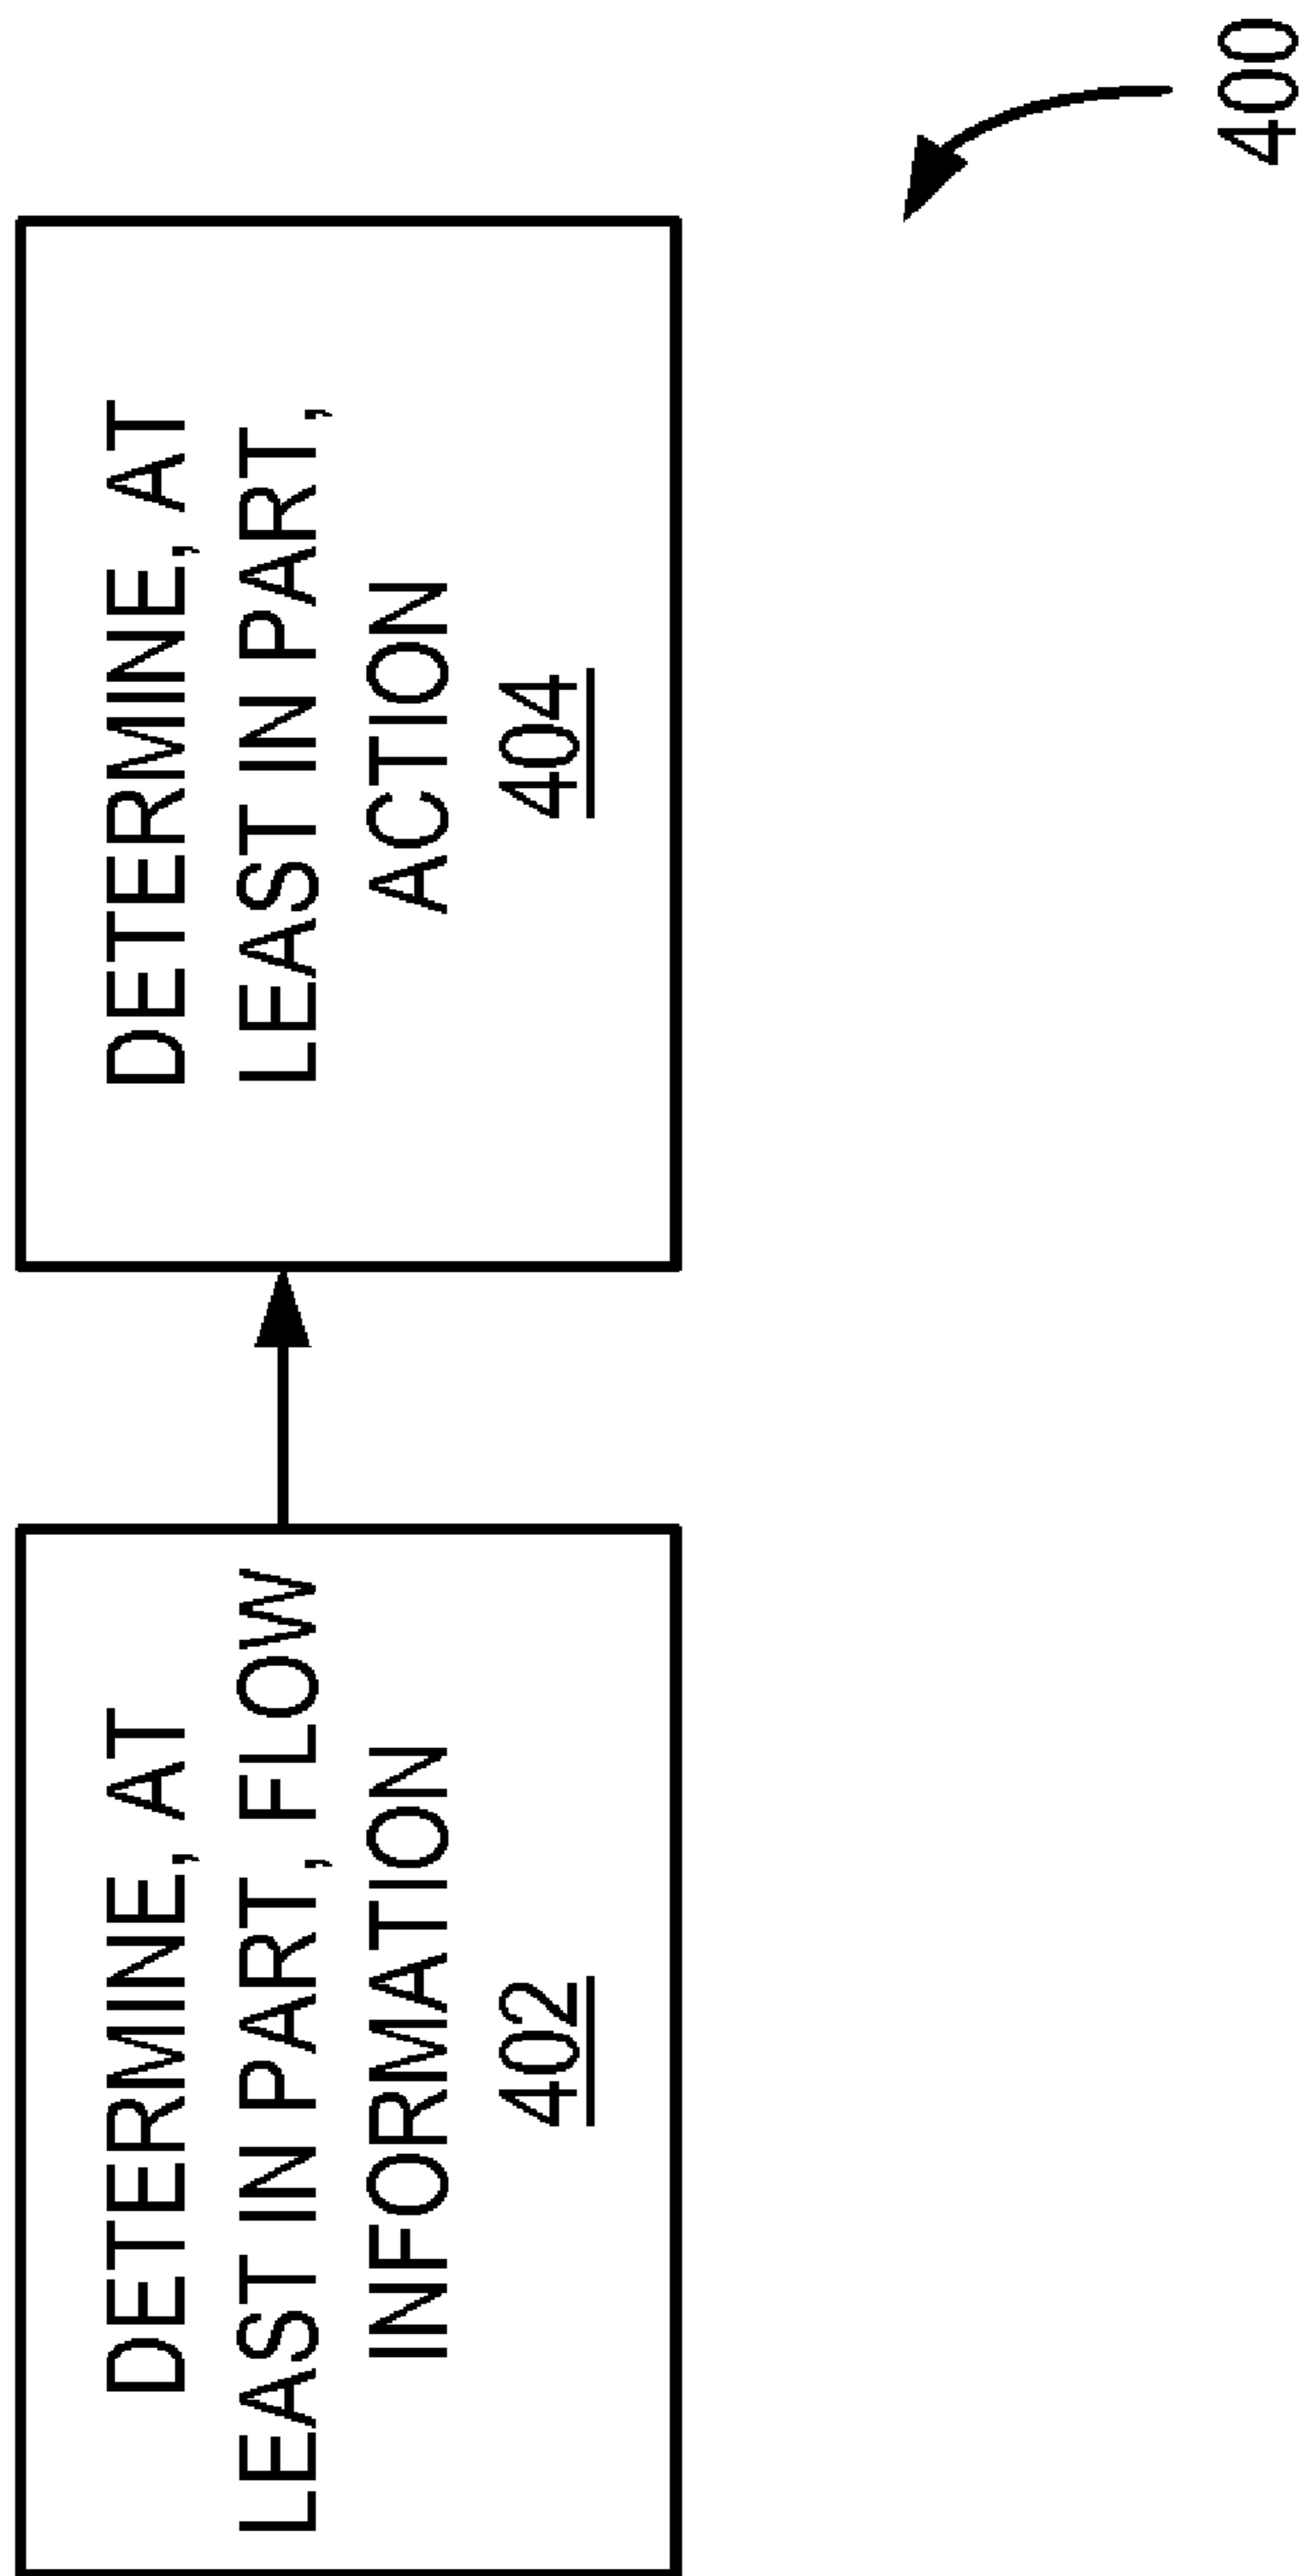 DETERMINE, AT
LEAST IN PART, FLOW
INFORMATION
402
DETERMINE, AT
LEAST IN PART,
ACTION
404
400